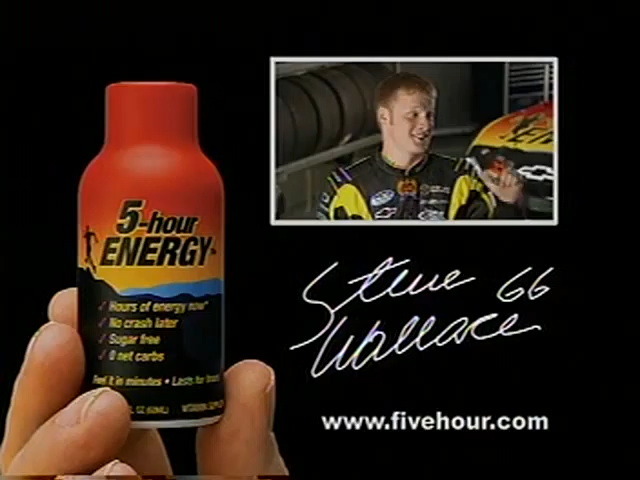 5-hour
ENERGY
Hours of energy now*
No crash later
Sugar free
0 net carbs
Feel it in minutes • Lasts for
Steve 66
Wallace
www.fivehour.com